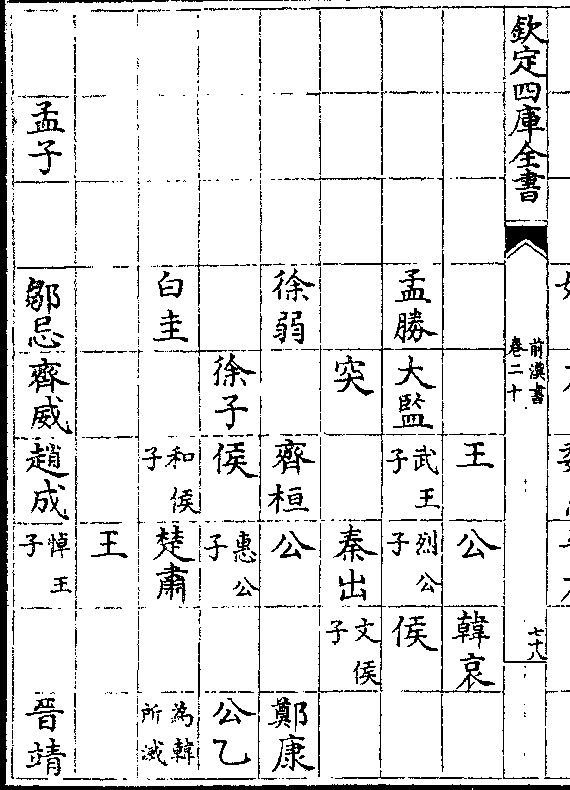 欽定四庫全書
前漢書
卷二十
七十八
王 公 韓哀
孟勝 大監 武王子 烈公子 侯
突 秦出 文侯子
徐弱 齊桓 公 鄭康
徐子 侯 惠公子 公乙
白圭 和侯子 楚肅 為韓所滅
王
孟子 鄒忌 齊威 趙成 悼王子 晉靖